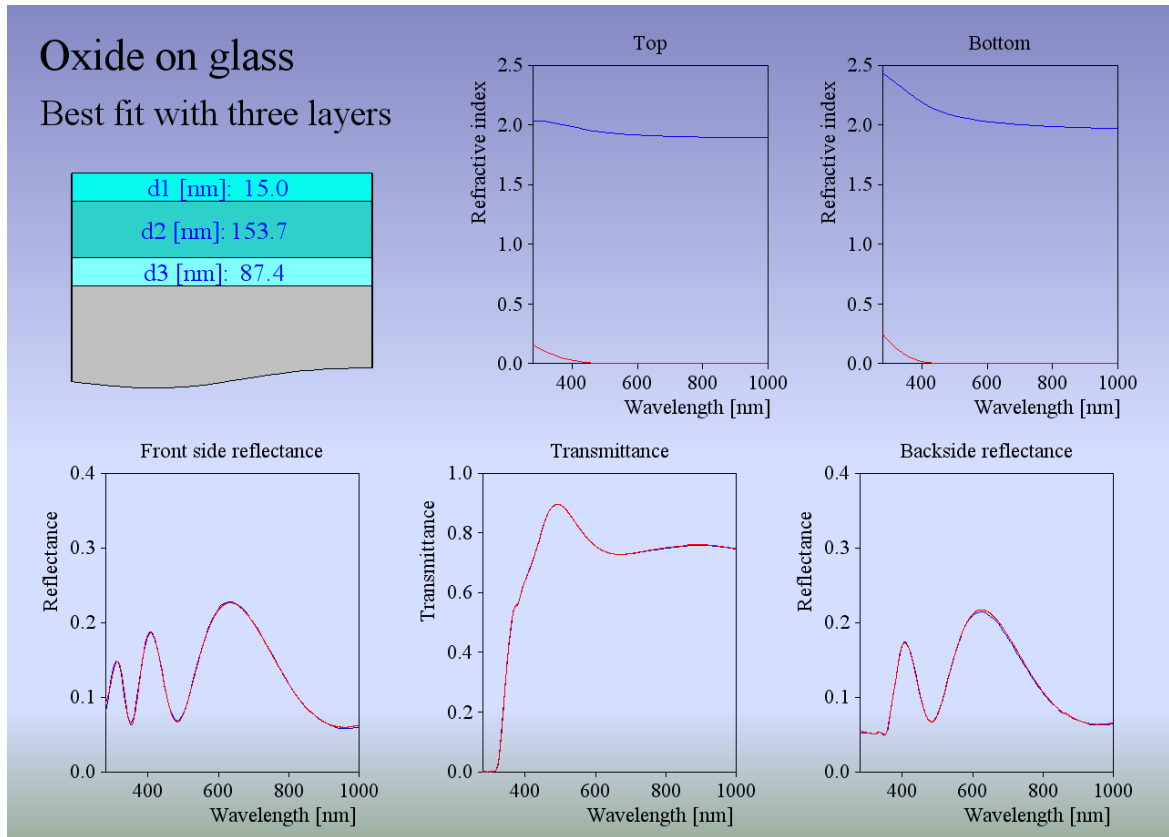 Oxide on glass
Best fit with three layers
d1 [nm]: 15.0
d2 [nm]: 153.7
d3 [nm]: 87.4
Top
Refractive index
2.5
2.0
1.5
1.0
0.5
0.0
400 600 800 1000
Wavelength [nm]
Bottom
Refractive index
2.5
2.0
1.5
1.0
0.5
0.0
400 600 800 1000
Wavelength [nm]
Front side reflectance
Reflectance
0.4
0.3
0.2
0.1
0.0
400 600 800 1000
Wavelength [nm]
Transmittance
Transmittance
1.0
0.8
0.6
0.4
0.2
0.0
400 600 800 1000
Wavelength [nm]
Backside reflectance
Reflectance
0.4
0.3
0.2
0.1
0.0
400 600 800 1000
Wavelength [nm]